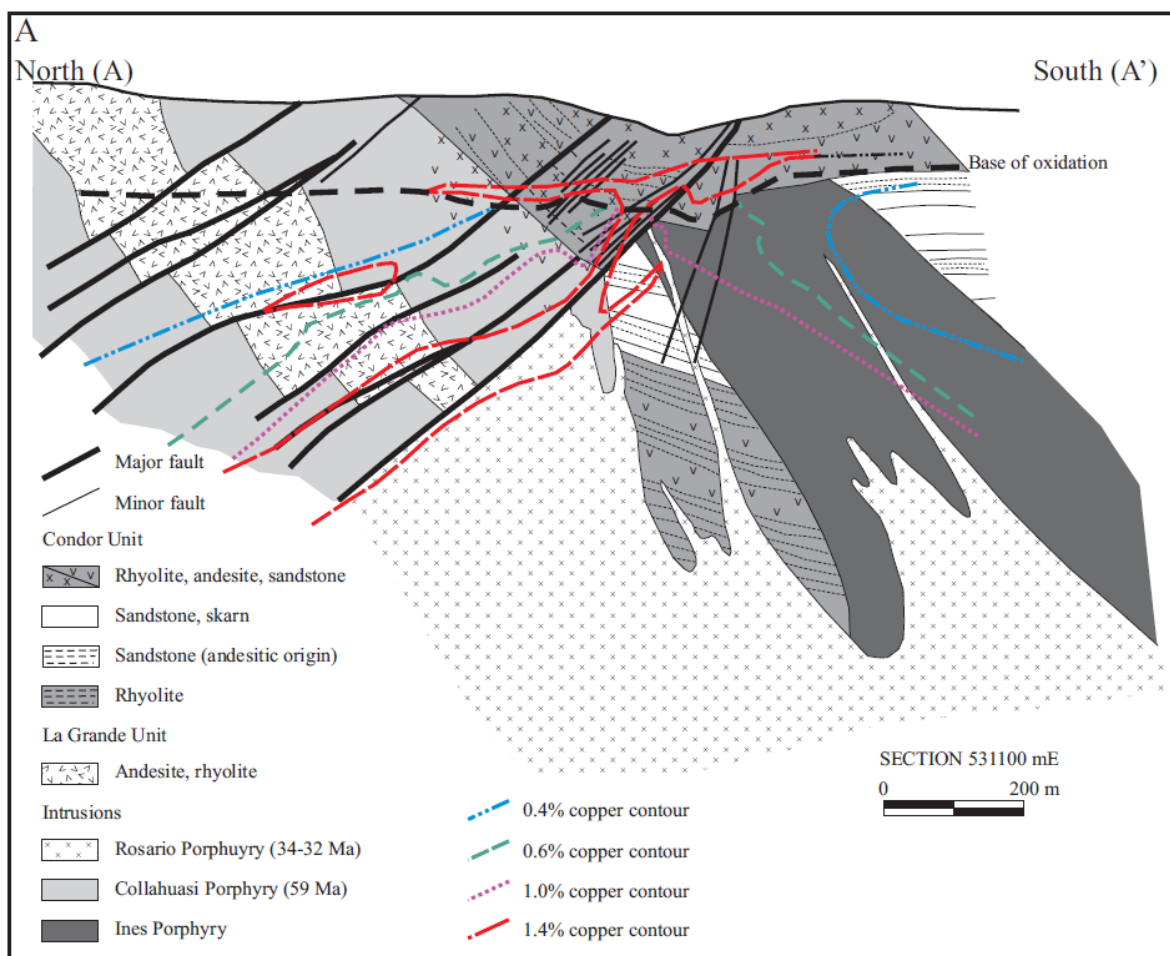 A
North (A)
South (A')
Base of oxidation
Major fault
Minor fault
Condor Unit
Rhyolite, andesite, sandstone
Sandstone, skarn
Sandstone (andesitic origin)
Rhyolite
La Grande Unit
Andesite, rhyolite
Intrusions
Rosario Porphuyry (34-32 Ma)
Collahuasi Porphyry (59 Ma)
Ines Porphyry
0.4% copper contour
0.6% copper contour
1.0% copper contour
1.4% copper contour
SECTION 531100 mE
0 200 m